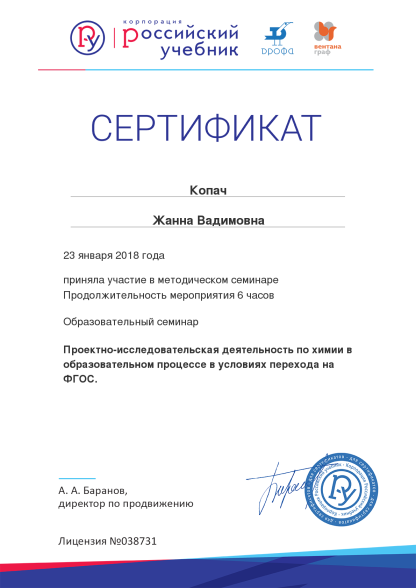 корпорация
российский
учебник
дрофа
вентана
граф
СЕРТИФИКАТ
Копач
Жанна Вадимовна
23 января 2018 года
приняла участие в методическом семинаре
Продолжительность мероприятия 6 часов
Образовательный семинар
Проектно-исследовательская деятельность по химии в
образовательном процессе в условиях перехода на
ФГОС.
А. А. Баранов,
директор по продвижению
Лицензия №038731